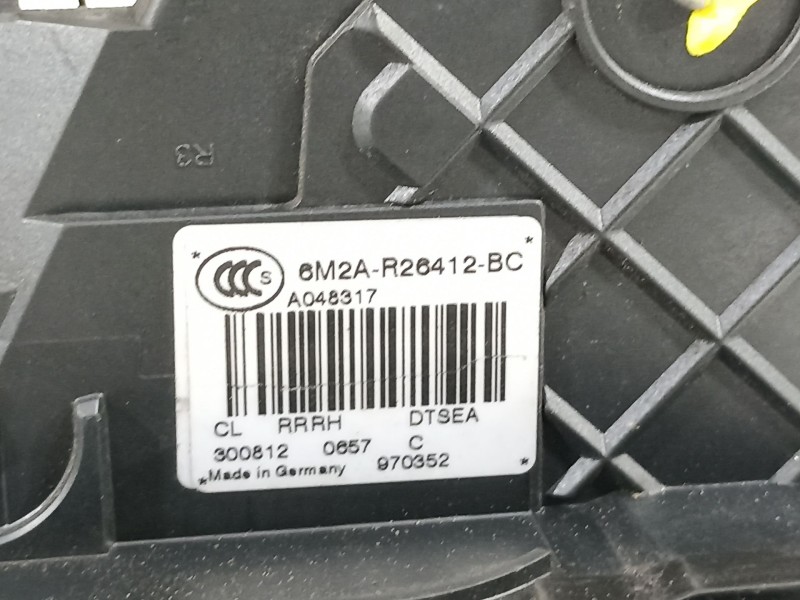 R3
CCC S
6M2A-R26412-BC
A048317
CL RRRH DTSEA
300812 0657 C
Made in Germany 970352